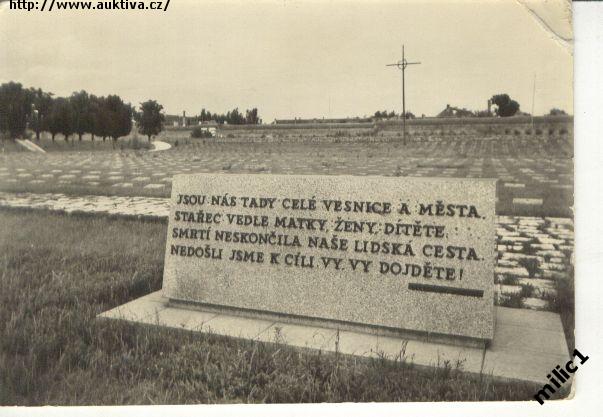 http://www.auktiva.cz/
JSOU NÁS TADY CELÉ VESNICE A MĚSTA.
STAŘEC VEDLE MATKY, ŽENY, DÍTĚTE.
SMRTÍ NESKONČILA NAŠE LIDSKÁ CESTA.
NEDOŠLI JSME K CÍLI. VY, VY DOJDĚTE!
milic1